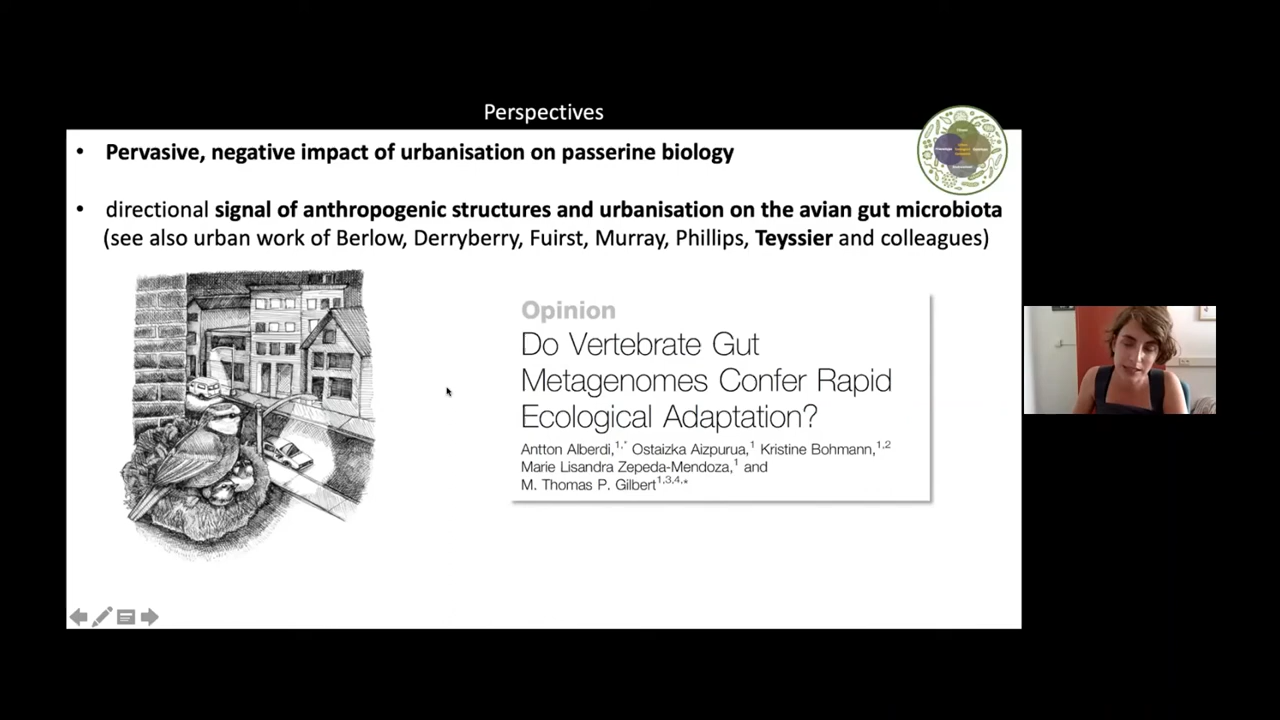 Perspectives
• Pervasive, negative impact of urbanisation on passerine biology
• directional signal of anthropogenic structures and urbanisation on the avian gut microbiota
(see also urban work of Berlow, Derryberry, Fuirst, Murray, Phillips, Teyssier and colleagues)
Opinion
Do Vertebrate Gut
Metagenomes Confer Rapid
Ecological Adaptation?
Antton Alberdi,1,* Ostaizka Aizpurua,1 Kristine Bohmann,1,2
Marie Lisandra Zepeda-Mendoza,1 and
M. Thomas P. Gilbert1,3,4,*